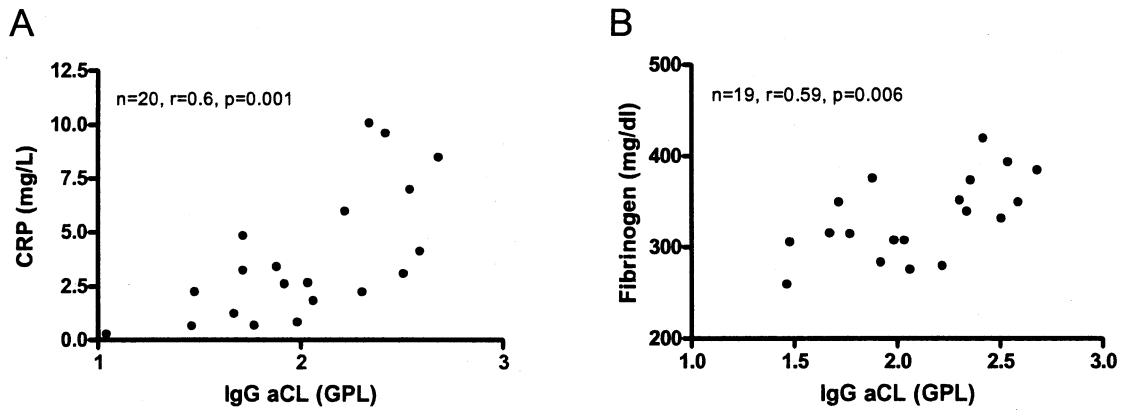 A
12.5
n=20, r=0.6, p=0.001
10.0
7.5
5.0
2.5
0.0
CRP (mg/L)
1
2
3
IgG aCL (GPL)
B
500
n=19, r=0.59, p=0.006
400
300
200
Fibrinogen (mg/dl)
1.0
1.5
2.0
2.5
3.0
IgG aCL (GPL)